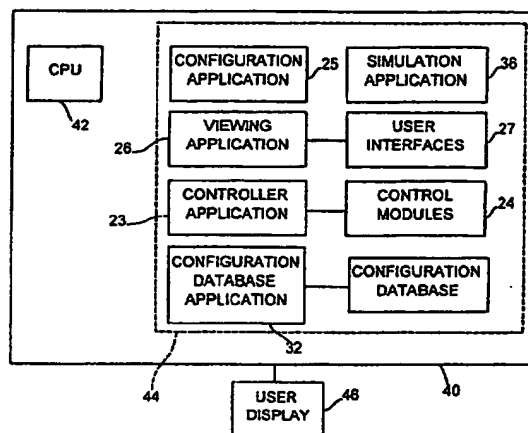 CPU
42
CONFIGURATION
APPLICATION
25
SIMULATION
APPLICATION
36
VIEWING
APPLICATION
26
USER
INTERFACES
27
CONTROLLER
APPLICATION
23
CONTROL
MODULES
24
CONFIGURATION
DATABASE
APPLICATION
32
CONFIGURATION
DATABASE
44
40
USER
DISPLAY
46